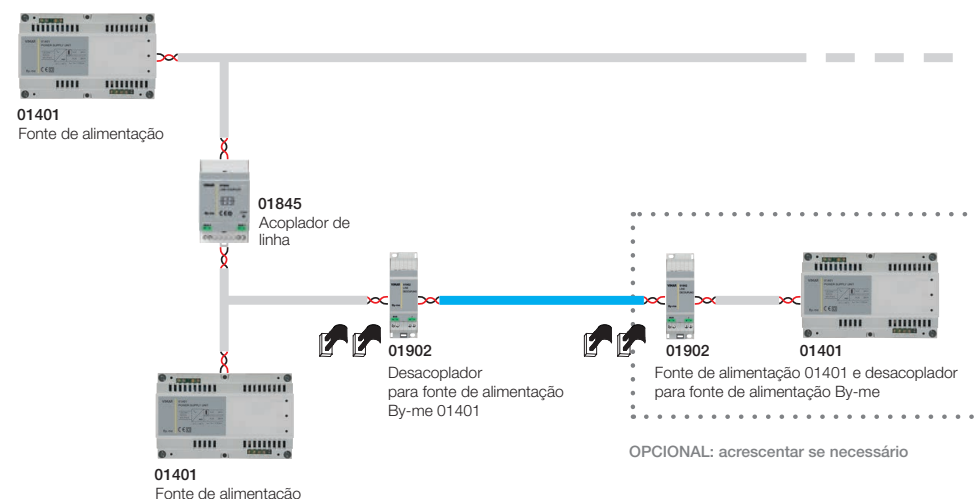 01401
Fonte de alimentação
01845
Acoplador de
linha
01902
Desacoplador
para fonte de alimentação
By-me 01401
01902
01401
Fonte de alimentação 01401 e desacoplador
para fonte de alimentação By-me
OPCIONAL: acrescentar se necessário
01401
Fonte de alimentação